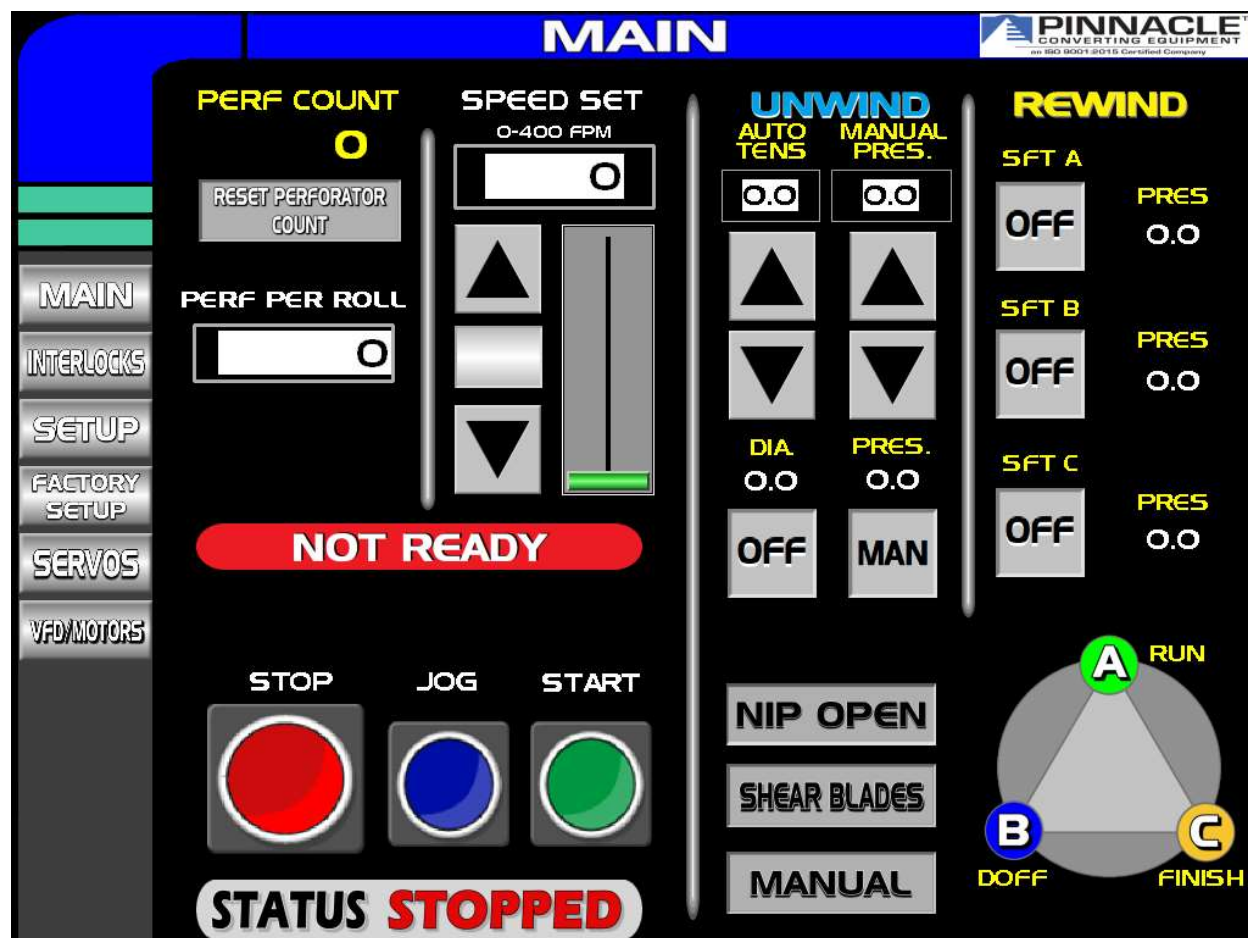 MAIN
PINNACLE
CONVERTING EQUIPMENT
an ISO 9001:2015 Certified Company
PERF COUNT
0
RESET PERFORATOR
COUNT
PERF PER ROLL
0
SPEED SET
0-400 FPM
0
UNWIND
AUTO
TENS
MANUAL
PRES.
0.0
0.0
DIA.
0.0
PRES.
0.0
OFF
MAN
REWIND
SFT A
OFF
PRES
0.0
SFT B
OFF
PRES
0.0
SFT C
OFF
PRES
0.0
MAIN
INTERLOCKS
SETUP
FACTORY
SETUP
SERVOS
VFD/MOTORS
NOT READY
STOP
JOG
START
STATUS STOPPED
NIP OPEN
SHEAR BLADES
MANUAL
A
RUN
B
DOFF
C
FINISH